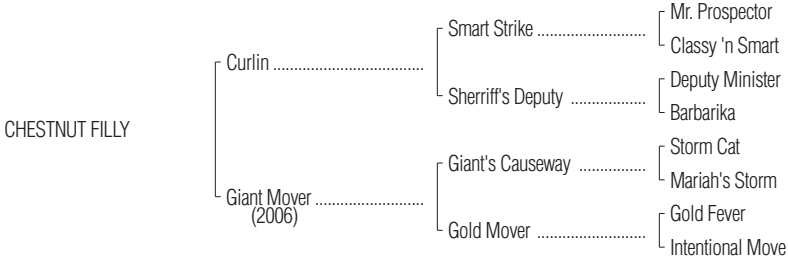 Mr. Prospector
Smart Strike ..........................
Classy 'n Smart
Curlin ....................................
Deputy Minister
Sherriff's Deputy ..................
Barbarika
CHESTNUT FILLY
Storm Cat
Giant's Causeway ................
Mariah's Storm
Giant Mover ..........................
(2006)
Gold Fever
Gold Mover ..........................
Intentional Move